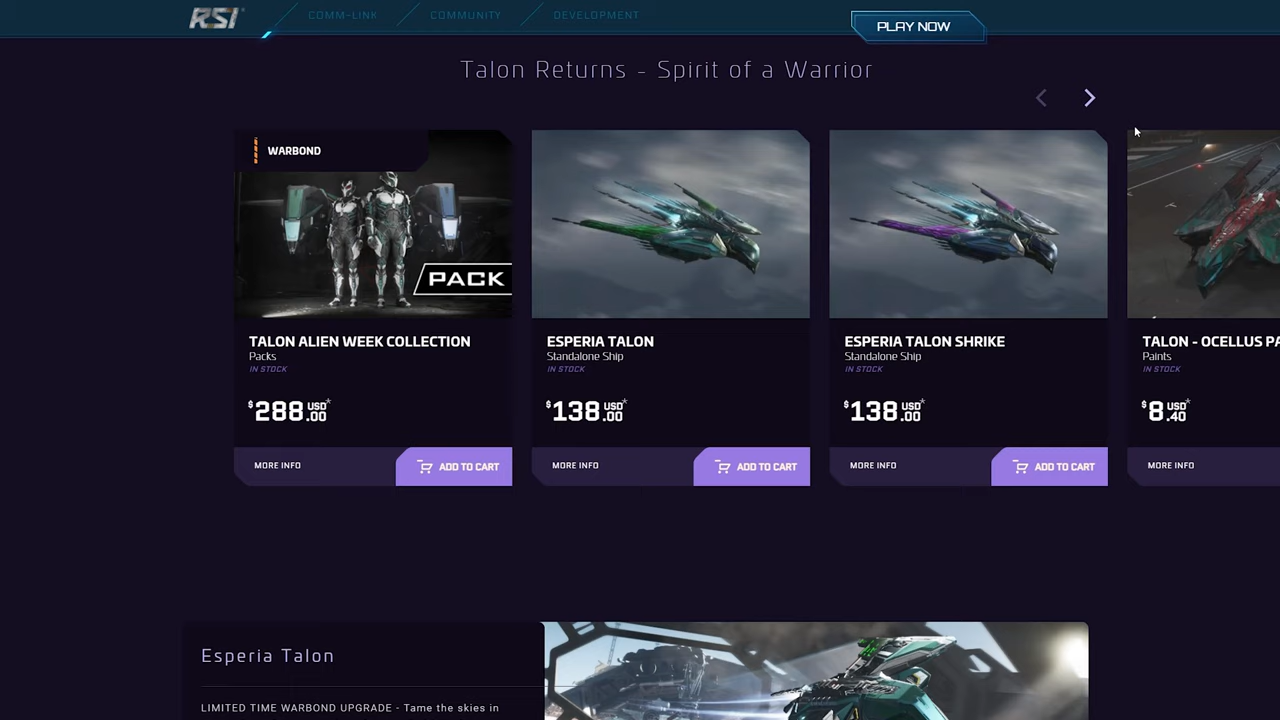 RSI
COMM-LINK
COMMUNITY
DEVELOPMENT
PLAY NOW
Talon Returns - Spirit of a Warrior
WARBOND
PACK
TALON ALIEN WEEK COLLECTION
Packs
IN STOCK
$288.00 USD*
MORE INFO
ADD TO CART
ESPERIA TALON
Standalone Ship
IN STOCK
$138.00 USD*
MORE INFO
ADD TO CART
ESPERIA TALON SHRIKE
Standalone Ship
IN STOCK
$138.00 USD*
MORE INFO
ADD TO CART
TALON - OCELLUS PA
Paints
IN STOCK
$8.40 USD*
MORE INFO
Esperia Talon
LIMITED TIME WARBOND UPGRADE - Tame the skies in